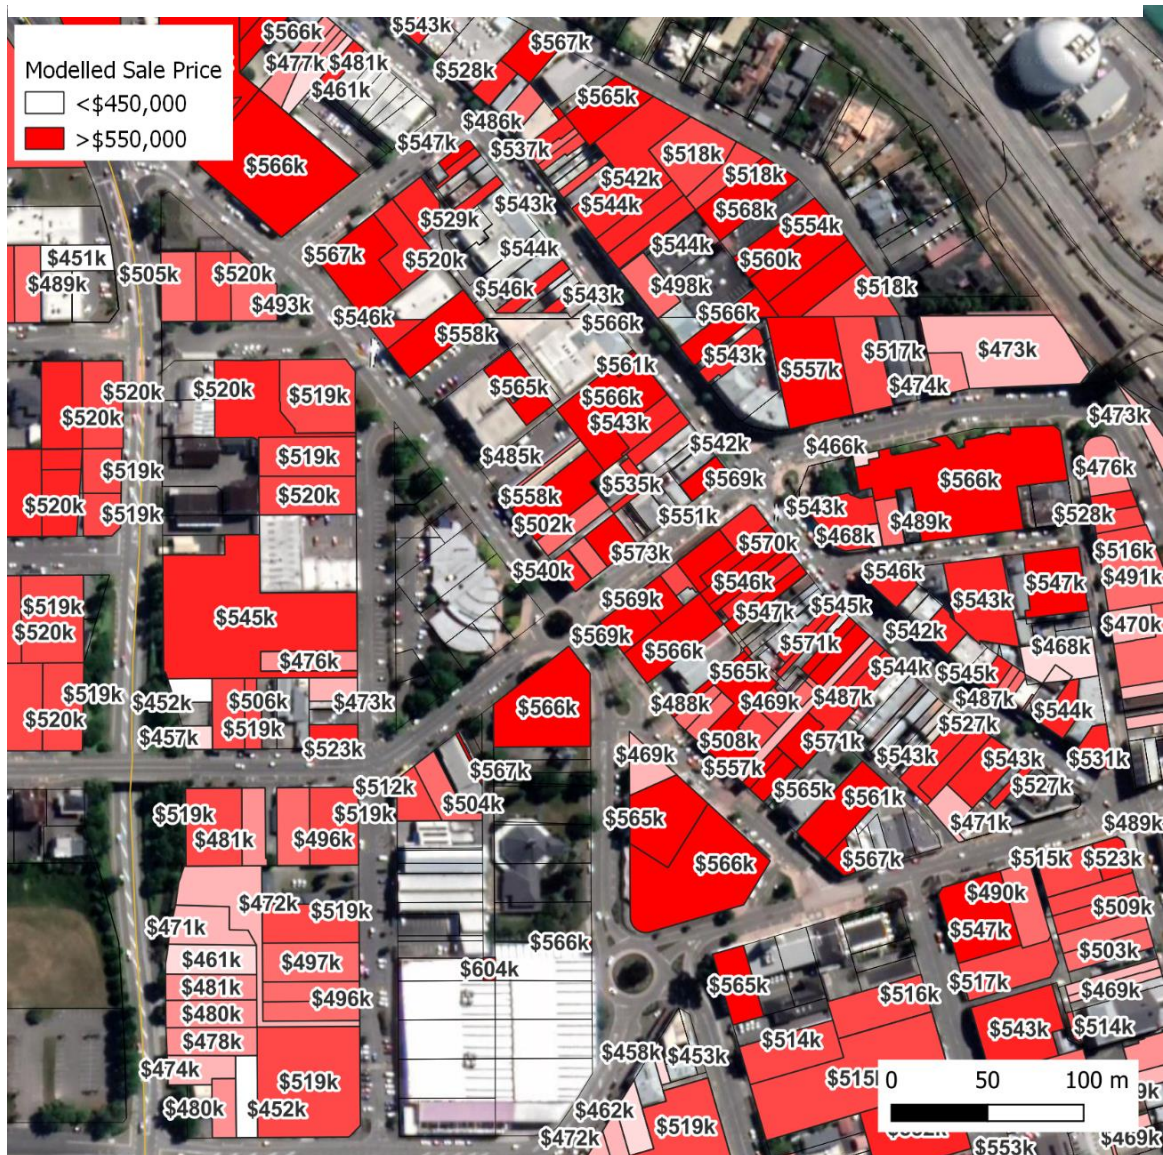 Modelled Sale Price
<$450,000
>$550,000
$566k
$477k
$481k
$461k
$543k
$567k
$528k
$565k
$486k
$547k
$537k
$566k
$518k
$518k
$542k
$544k
$543k
$568k
$554k
$529k
$544k
$544k
$560k
$567k
$520k
$451k
$505k
$520k
$489k
$493k
$498k
$518k
$546k
$543k
$546k
$566k
$566k
$558k
$561k
$543k
$557k
$517k
$473k
$474k
$565k
$520k
$520k
$519k
$566k
$520k
$543k
$473k
$542k
$466k
$519k
$519k
$485k
$476k
$520k
$535k
$569k
$566k
$558k
$520k
$519k
$502k
$551k
$543k
$489k
$528k
$468k
$573k
$570k
$516k
$540k
$546k
$546k
$547k
$491k
$519k
$569k
$547k
$545k
$543k
$520k
$545k
$569k
$542k
$470k
$571k
$566k
$468k
$476k
$565k
$544k
$545k
$519k
$452k
$506k
$473k
$488k
$469k
$487k
$487k
$520k
$566k
$544k
$519k
$457k
$508k
$571k
$527k
$523k
$469k
$543k
$543k
$531k
$557k
$567k
$512k
$565k
$561k
$527k
$504k
$519k
$519k
$565k
$471k
$489k
$481k
$496k
$566k
$567k
$515k
$523k
$472k
$519k
$490k
$509k
$471k
$547k
$566k
$503k
$461k
$497k
$604k
$481k
$565k
$517k
$516k
$469k
$496k
$480k
$514k
$543k
$514k
$478k
$458k
$453k
$474k
$519k
$515k
0 50 100 m
$480k
$452k
$462k
$519k
$472k
$553k
$469k